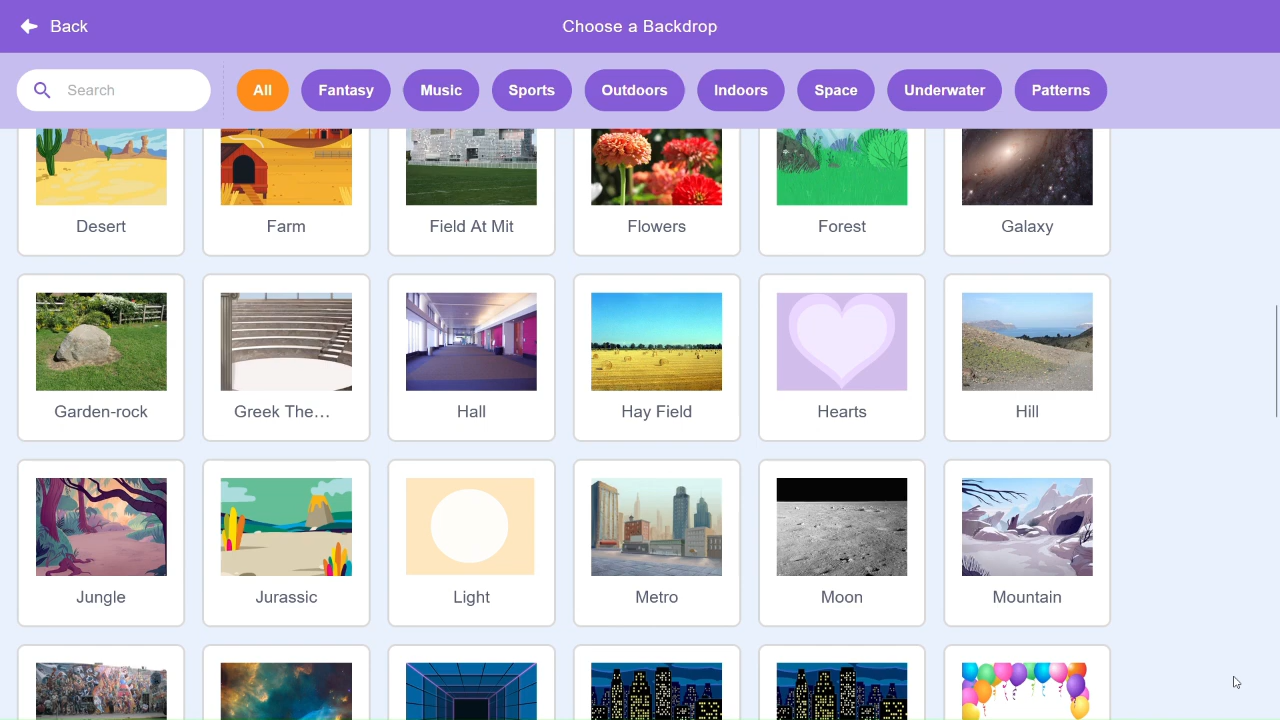 Back
Choose a Backdrop
Search
All
Fantasy
Music
Sports
Outdoors
Indoors
Space
Underwater
Patterns
Desert
Farm
Field At Mit
Flowers
Forest
Galaxy
Garden-rock
Greek The...
Hall
Hay Field
Hearts
Hill
Jungle
Jurassic
Light
Metro
Moon
Mountain